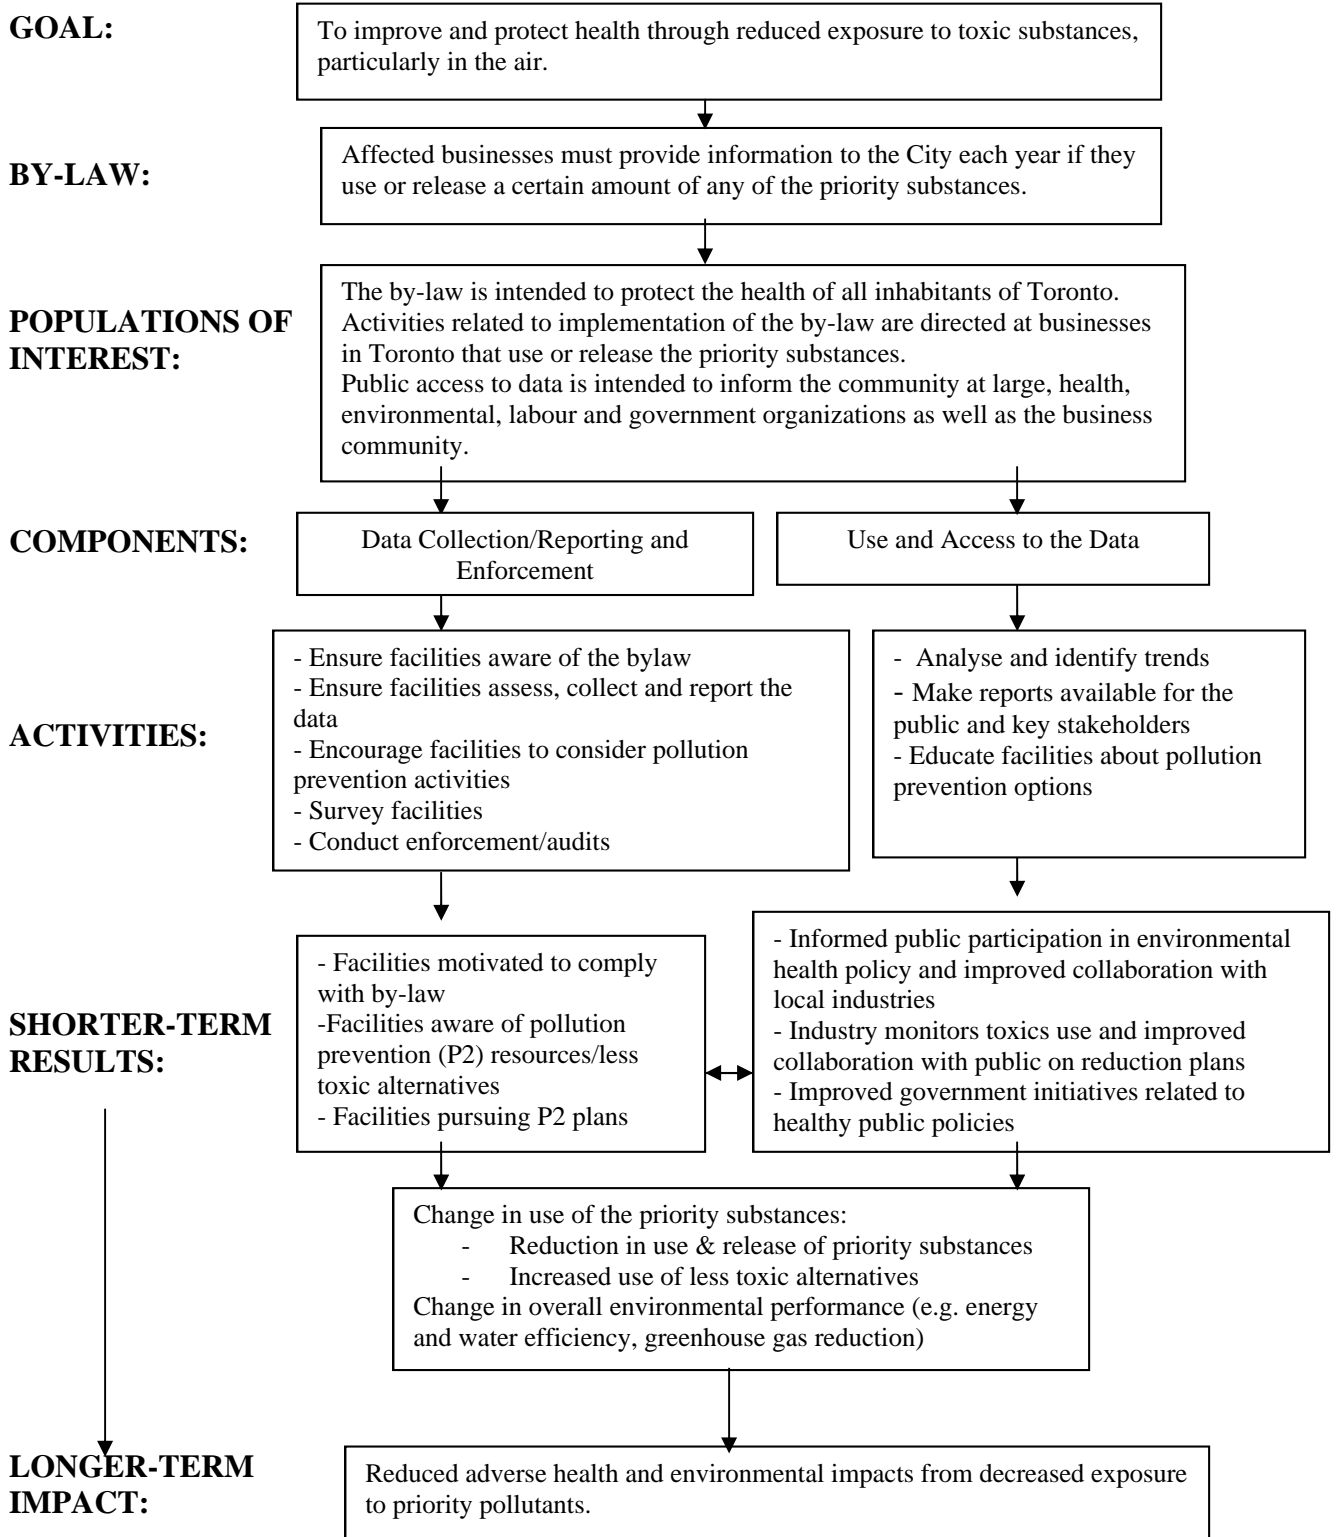 GOAL:
To improve and protect health through reduced exposure to toxic substances,
particularly in the air.
BY-LAW:
Affected businesses must provide information to the City each year if they
use or release a certain amount of any of the priority substances.
POPULATIONS OF
INTEREST:
The by-law is intended to protect the health of all inhabitants of Toronto.
Activities related to implementation of the by-law are directed at businesses
in Toronto that use or release the priority substances.
Public access to data is intended to inform the community at large, health,
environmental, labour and government organizations as well as the business
community.
COMPONENTS:
Data Collection/Reporting and
Enforcement
Use and Access to the Data
ACTIVITIES:
- Ensure facilities aware of the bylaw
- Ensure facilities assess, collect and report the
data
- Encourage facilities to consider pollution
prevention activities
- Survey facilities
- Conduct enforcement/audits
- Analyse and identify trends
- Make reports available for the
public and key stakeholders
- Educate facilities about pollution
prevention options
SHORTER-TERM
RESULTS:
- Facilities motivated to comply
with by-law
-Facilities aware of pollution
prevention (P2) resources/less
toxic alternatives
- Facilities pursuing P2 plans
- Informed public participation in environmental
health policy and improved collaboration with
local industries
- Industry monitors toxics use and improved
collaboration with public on reduction plans
- Improved government initiatives related to
healthy public policies
Change in use of the priority substances:
- Reduction in use & release of priority substances
- Increased use of less toxic alternatives
Change in overall environmental performance (e.g. energy
and water efficiency, greenhouse gas reduction)
LONGER-TERM
IMPACT:
Reduced adverse health and environmental impacts from decreased exposure
to priority pollutants.